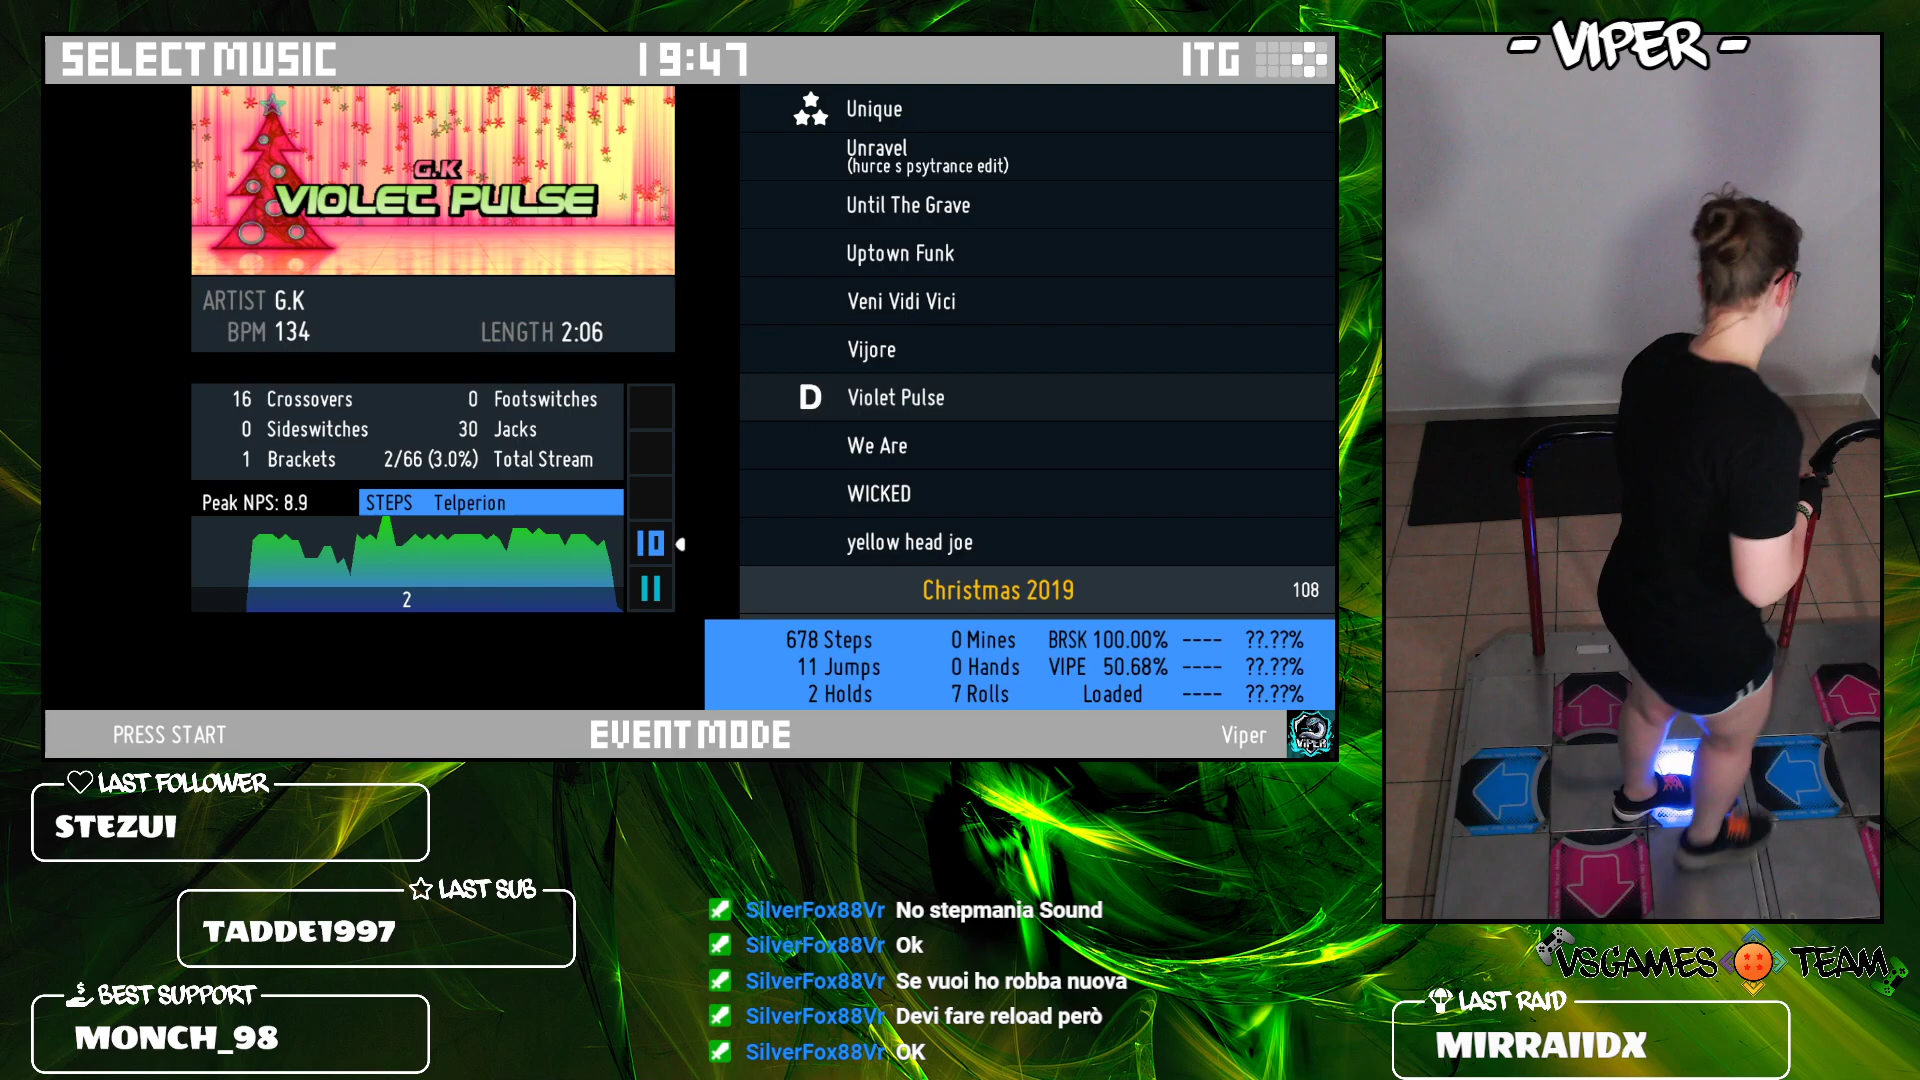 SELECT MUSIC
19:47
ITG
- VIPER -
G.K
VIOLET PULSE
ARTIST G.K
BPM 134
LENGTH 2:06
16 Crossovers
0 Footswitches
0 Sideswitches
30 Jacks
1 Brackets
2/66 (3.0%) Total Stream
Peak NPS: 8.9
STEPS Telperion
2
10
11
Unique
Unravel
(hurce s psytrance edit)
Until The Grave
Uptown Funk
Veni Vidi Vici
Vijore
D Violet Pulse
We Are
WICKED
yellow head joe
Christmas 2019
108
678 Steps
0 Mines
BRSK 100.00%
---- ??.??%
11 Jumps
0 Hands
VIPE 50.68%
---- ??.??%
2 Holds
7 Rolls
Loaded
---- ??.??%
PRESS START
EVENT MODE
Viper
VIPER
LAST FOLLOWER
STEZUI
LAST SUB
TADDE1997
BEST SUPPORT
MONCH_98
SilverFox88Vr No stepmania Sound
SilverFox88Vr Ok
SilverFox88Vr Se vuoi ho robba nuova
SilverFox88Vr Devi fare reload però
SilverFox88Vr OK
VSGAMES TEAM
LAST RAID
MIRRAIIDX